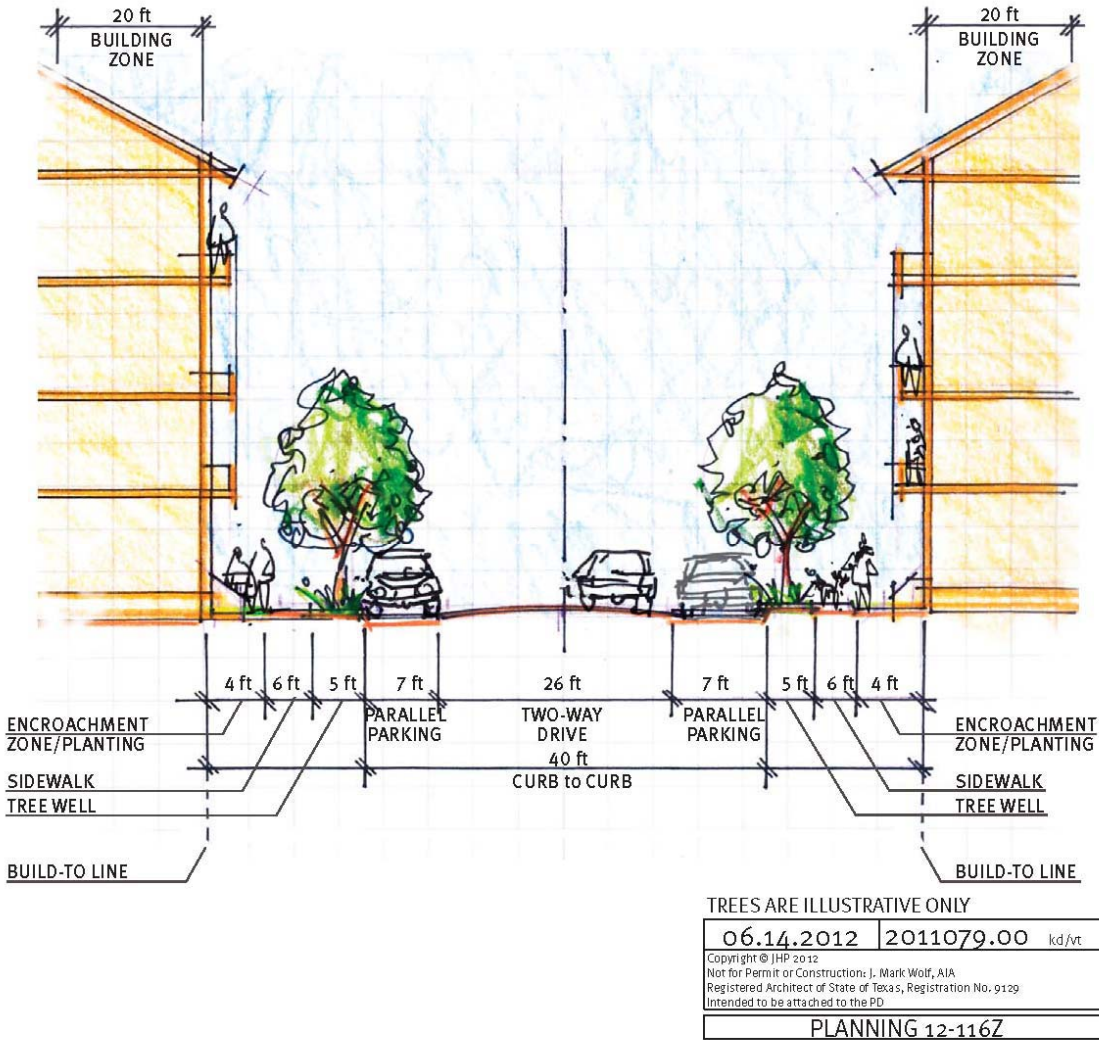 20 ft
BUILDING
ZONE
20 ft
BUILDING
ZONE
4 ft 6 ft 5 ft 7 ft 26 ft 7 ft 5 ft 6 ft 4 ft
ENCROACHMENT
ZONE/PLANTING
PARALLEL
PARKING
TWO-WAY
DRIVE
PARALLEL
PARKING
ENCROACHMENT
ZONE/PLANTING
40 ft
CURB to CURB
SIDEWALK
TREE WELL
SIDEWALK
TREE WELL
BUILD-TO LINE
BUILD-TO LINE
TREES ARE ILLUSTRATIVE ONLY
06.14.2012 2011079.00 kd/vt
Copyright © JHP 2012
Not for Permit or Construction: J. Mark Wolf, AIA
Registered Architect of State of Texas, Registration No. 9129
Intended to be attached to the PD
PLANNING 12-116Z